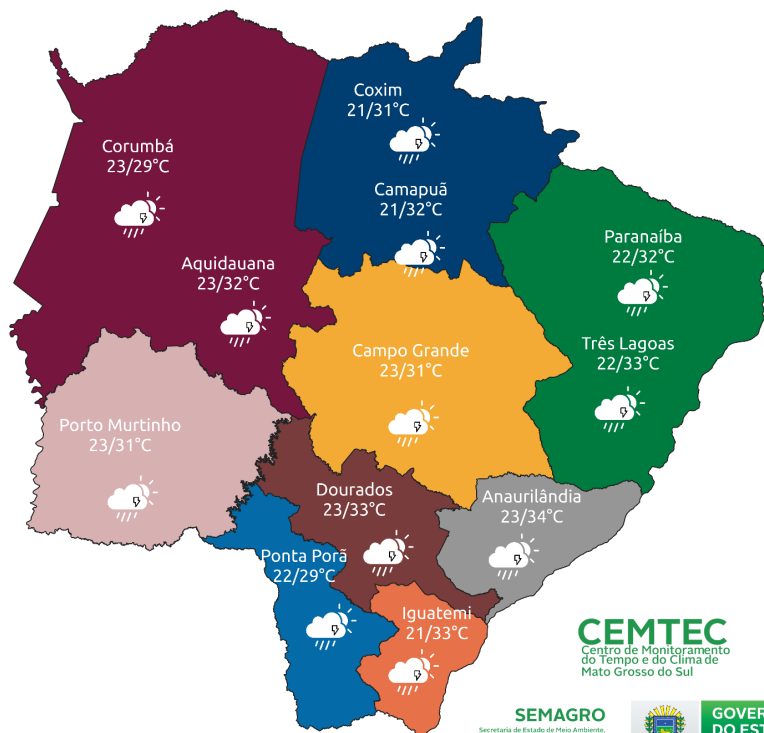 Coxim
21/31°C
Corumbá
23/29°C
Camapuã
21/32°C
Paranaíba
22/32°C
Aquidauana
23/32°C
Três Lagoas
22/33°C
Campo Grande
23/31°C
Porto Murtinho
23/31°C
Dourados
23/33°C
Anaurilândia
23/34°C
Ponta Porã
22/29°C
Iguatemi
21/33°C
CEMTEC
Centro de Monitoramento
do Tempo e do Clima de
Mato Grosso do Sul
SEMAGRO
Secretaria de Estado de Meio Ambiente,
GOVER
DO EST